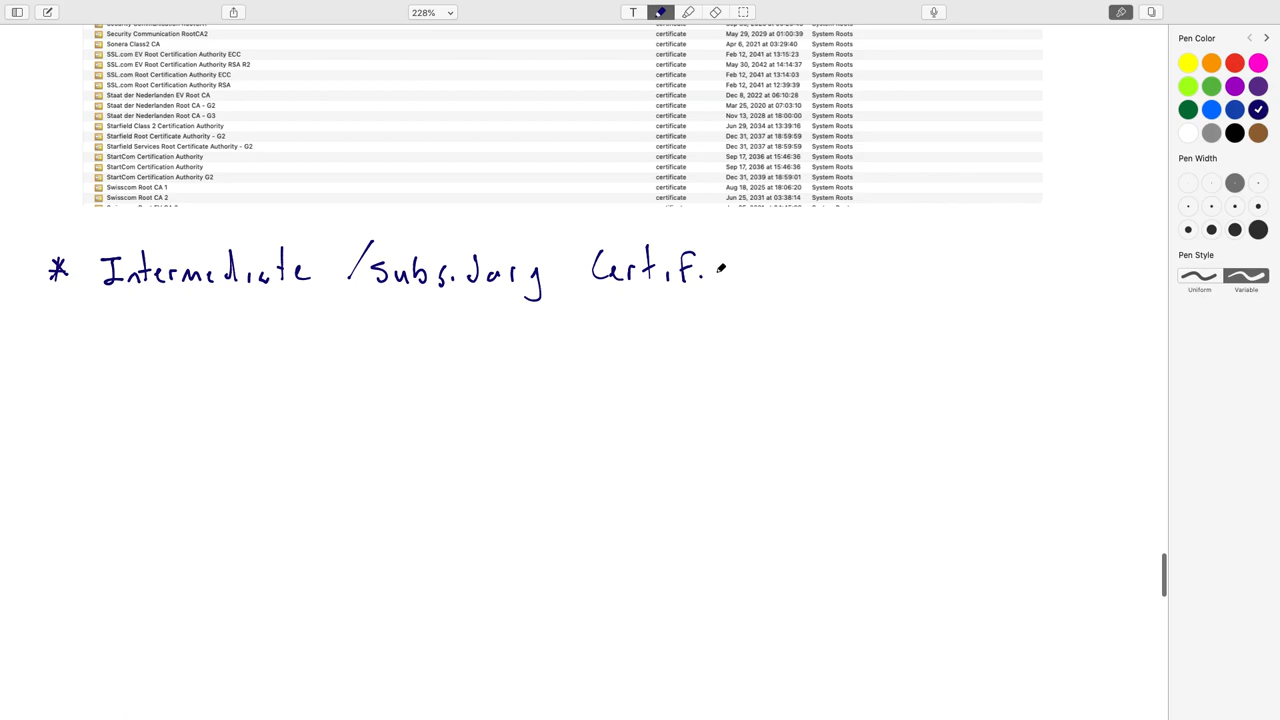 228%
T
Security Communication RootCA2 certificate May 29, 2029 at 01:00:39 System Roots
Sonera Class2 CA certificate Apr 6, 2021 at 03:29:40 System Roots
SSL.com EV Root Certification Authority ECC certificate Feb 12, 2041 at 13:15:23 System Roots
SSL.com EV Root Certification Authority RSA R2 certificate May 30, 2042 at 14:14:37 System Roots
SSL.com Root Certification Authority ECC certificate Feb 12, 2041 at 13:14:03 System Roots
SSL.com Root Certification Authority RSA certificate Feb 12, 2041 at 12:39:39 System Roots
Staat der Nederlanden EV Root CA certificate Dec 8, 2022 at 06:10:28 System Roots
Staat der Nederlanden Root CA - G2 certificate Mar 25, 2020 at 07:03:10 System Roots
Staat der Nederlanden Root CA - G3 certificate Nov 13, 2028 at 18:00:00 System Roots
Starfield Class 2 Certification Authority certificate Jun 29, 2034 at 13:39:16 System Roots
Starfield Root Certificate Authority - G2 certificate Dec 31, 2037 at 18:59:59 System Roots
Starfield Services Root Certificate Authority - G2 certificate Dec 31, 2037 at 18:59:59 System Roots
StartCom Certification Authority certificate Sep 17, 2036 at 15:46:36 System Roots
StartCom Certification Authority certificate Sep 17, 2036 at 15:46:36 System Roots
StartCom Certification Authority G2 certificate Dec 31, 2039 at 18:59:01 System Roots
Swisscom Root CA 1 certificate Aug 18, 2025 at 18:06:20 System Roots
Swisscom Root CA 2 certificate Jun 25, 2031 at 03:38:14 System Roots
* Intermediate /subsidary Certifi
Pen Color
Pen Width
Pen Style
Uniform Variable